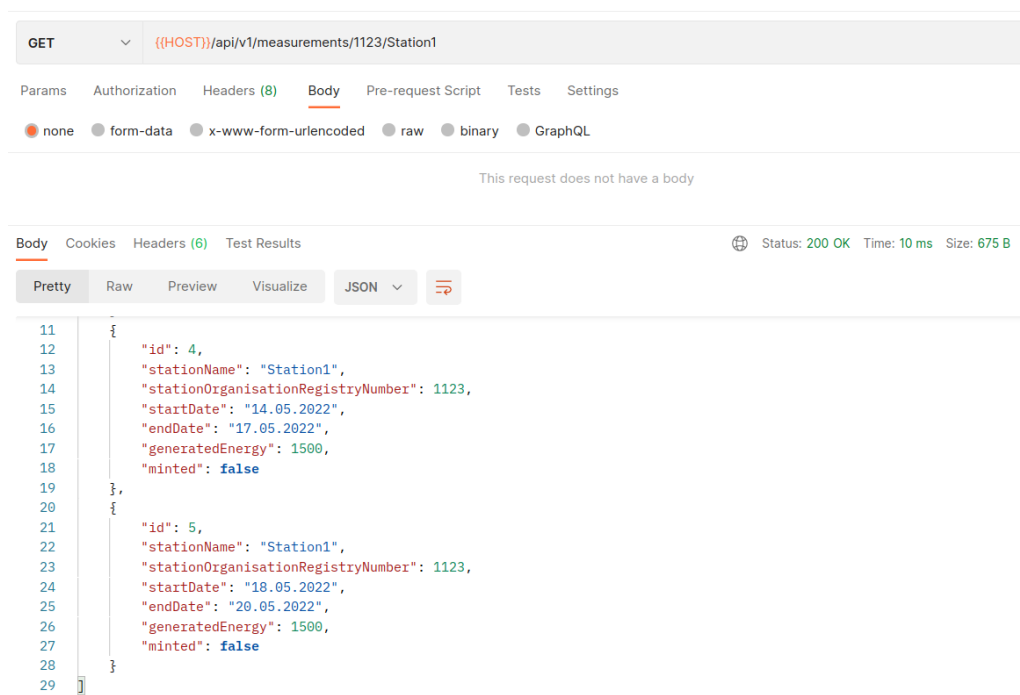 GET {{HOST}}/api/v1/measurements/1123/Station1
Params Authorization Headers (8) Body Pre-request Script Tests Settings
none form-data x-www-form-urlencoded raw binary GraphQL
This request does not have a body
Body Cookies Headers (6) Test Results Status: 200 OK Time: 10 ms Size: 675 B
Pretty Raw Preview Visualize JSON
11 {
12 "id": 4,
13 "stationName": "Station1",
14 "stationOrganisationRegistryNumber": 1123,
15 "startDate": "14.05.2022",
16 "endDate": "17.05.2022",
17 "generatedEnergy": 1500,
18 "minted": false
19 },
20 {
21 "id": 5,
22 "stationName": "Station1",
23 "stationOrganisationRegistryNumber": 1123,
24 "startDate": "18.05.2022",
25 "endDate": "20.05.2022",
26 "generatedEnergy": 1500,
27 "minted": false
28 }
29 ]